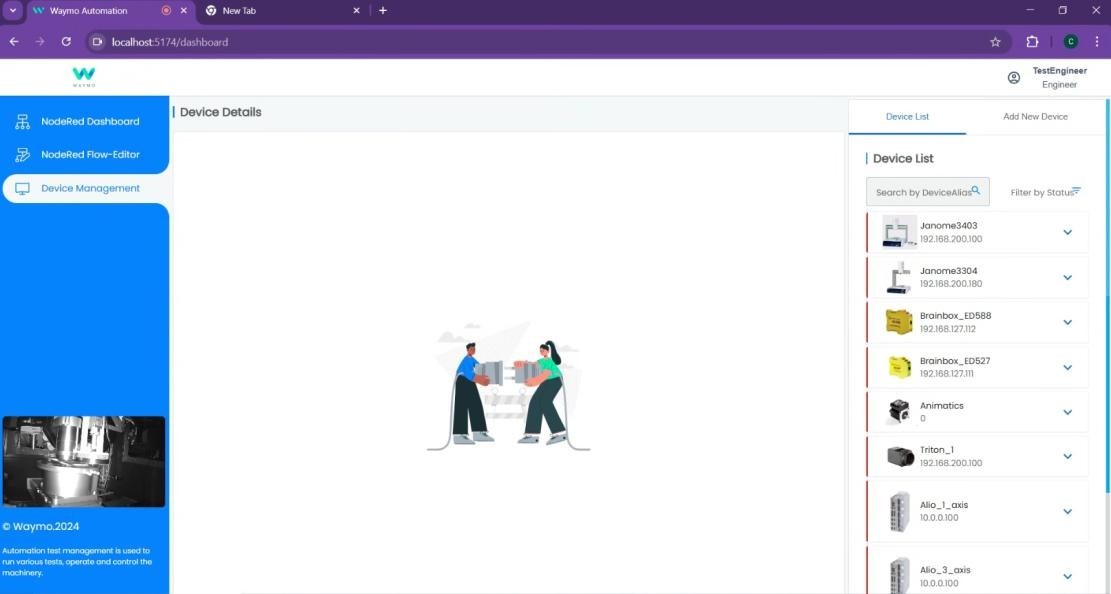 Waymo Automation
New Tab
localhost:5174/dashboard
C
WAYMO
TestEngineer
Engineer
NodeRed Dashboard
NodeRed Flow-Editor
Device Management
© Waymo.2024
Automation test management is used to
run various tests, operate and control the
machinery.
Device Details
Device List
Add New Device
Device List
Search by DeviceAlias
Filter by Status
Janome3403
192.168.200.100
Janome3304
192.168.200.180
Brainbox_ED588
192.168.127.112
Brainbox_ED527
192.168.127.111
Animatics
0
Triton_1
192.168.200.100
Alio_1_axis
10.0.0.100
Alio_3_axis
10.0.0.100